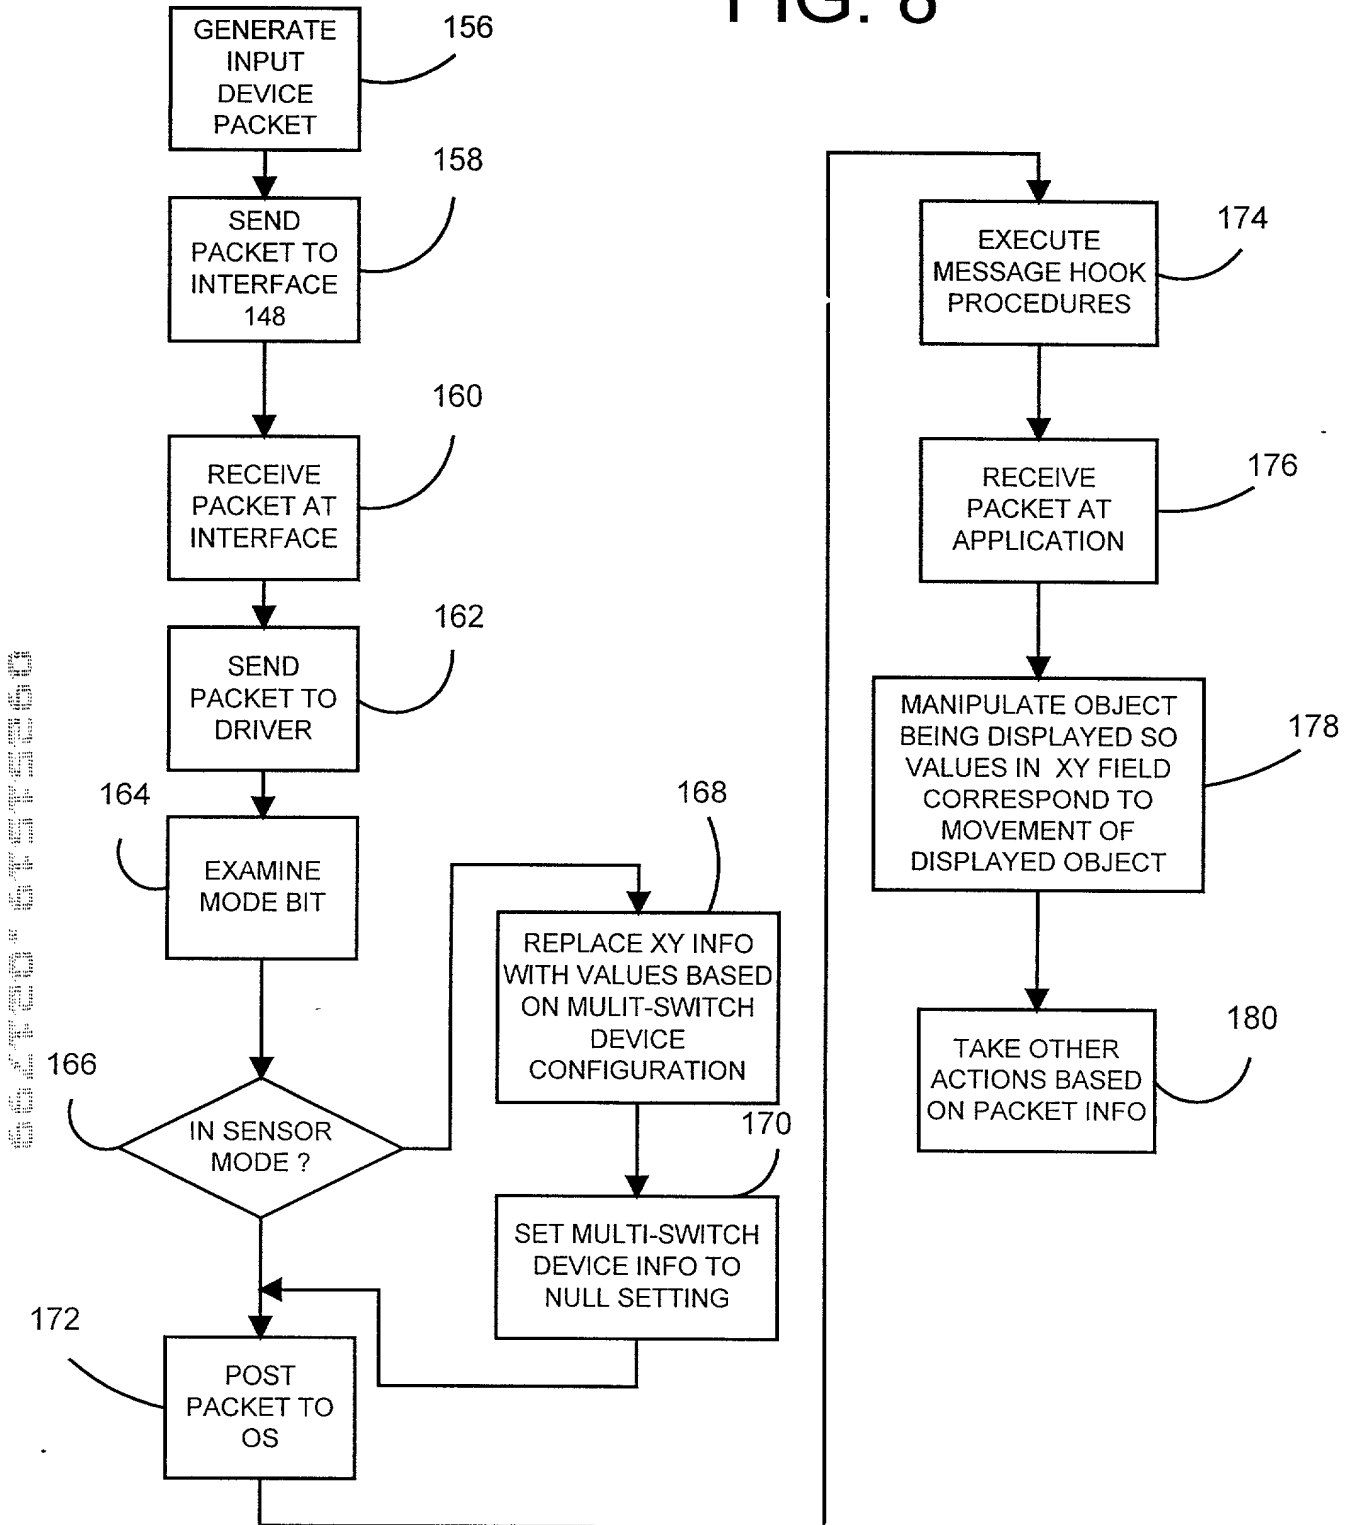 FIG. 8
GENERATE
INPUT
DEVICE
PACKET
156
SEND
PACKET TO
INTERFACE
148
158
RECEIVE
PACKET AT
INTERFACE
160
SEND
PACKET TO
DRIVER
162
EXAMINE
MODE BIT
164
IN SENSOR
MODE ?
166
REPLACE XY INFO
WITH VALUES BASED
ON MULIT-SWITCH
DEVICE
CONFIGURATION
168
SET MULTI-SWITCH
DEVICE INFO TO
NULL SETTING
170
POST
PACKET TO
OS
172
EXECUTE
MESSAGE HOOK
PROCEDURES
174
RECEIVE
PACKET AT
APPLICATION
176
MANIPULATE OBJECT
BEING DISPLAYED SO
VALUES IN XY FIELD
CORRESPOND TO
MOVEMENT OF
DISPLAYED OBJECT
178
TAKE OTHER
ACTIONS BASED
ON PACKET INFO
180